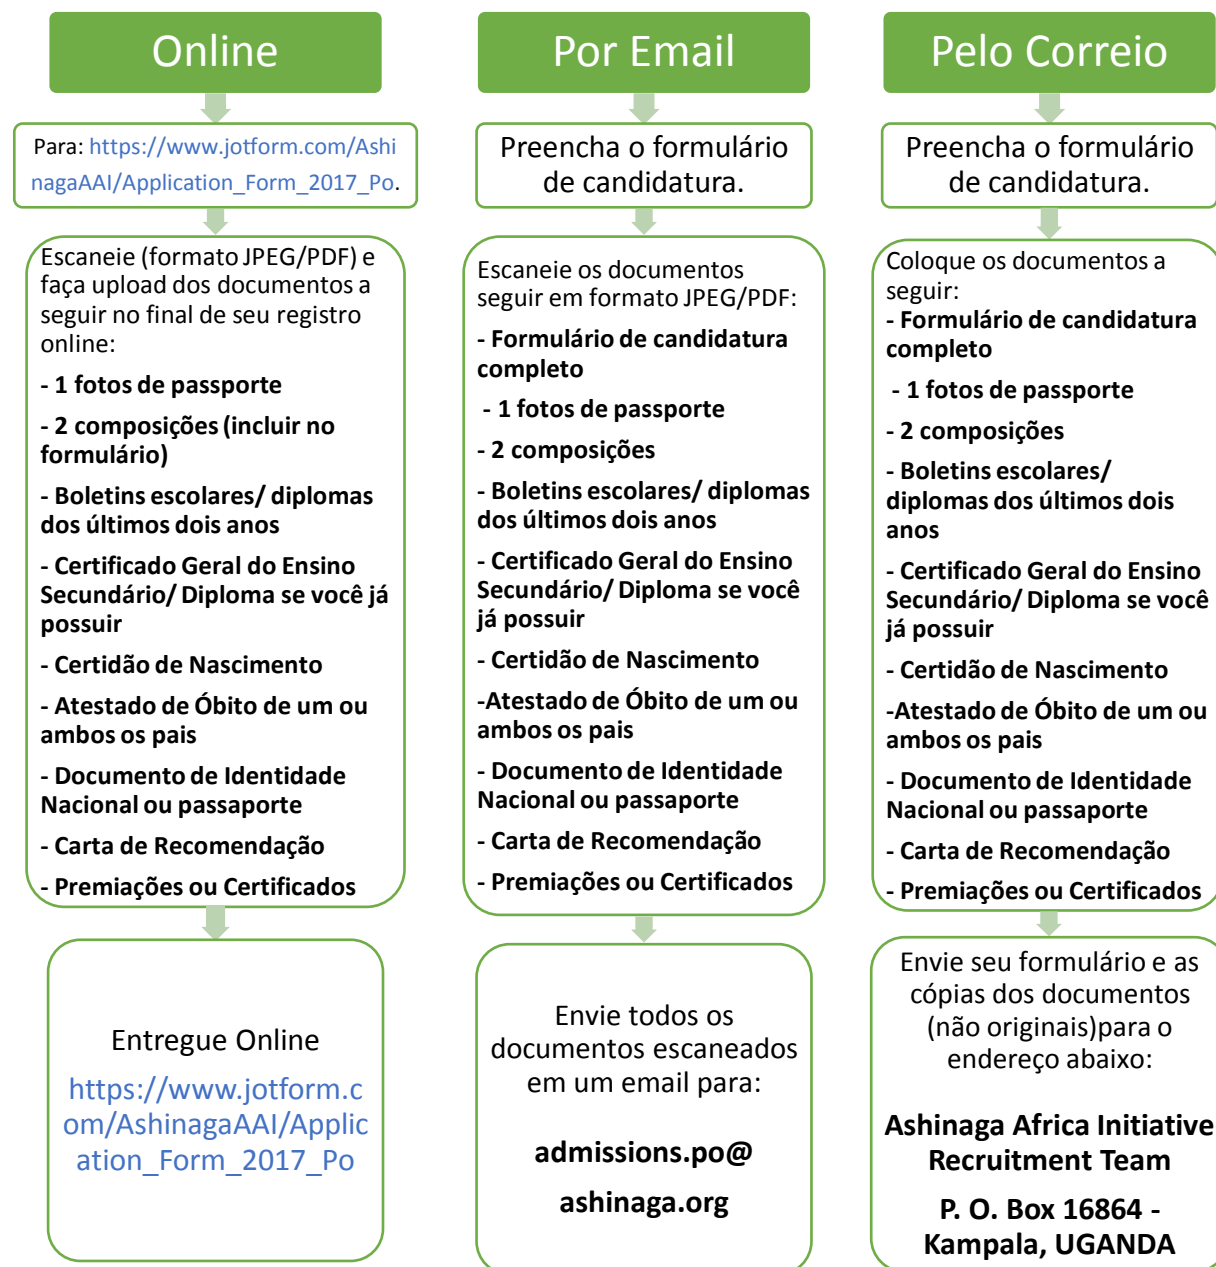 Online
Para: https://www.jotform.com/Ashi
nagaAAI/Application_Form_2017_Po.
Escaneie (formato JPEG/PDF) e
faça upload dos documentos a
seguir no final de seu registro
online:
- 1 fotos de passporte
- 2 composições (incluir no
formulário)
- Boletins escolares/ diplomas
dos últimos dois anos
- Certificado Geral do Ensino
Secundário/ Diploma se você já
possuir
- Certidão de Nascimento
- Atestado de Óbito de um ou
ambos os pais
- Documento de Identidade
Nacional ou passaporte
- Carta de Recomendação
- Premiações ou Certificados
Entregue Online
https://www.jotform.c
om/AshinagaAAI/Applic
ation_Form_2017_Po
Por Email
Preencha o formulário
de candidatura.
Escaneie os documentos
seguir em formato JPEG/PDF:
- Formulário de candidatura
completo
- 1 fotos de passporte
- 2 composições
- Boletins escolares/ diplomas
dos últimos dois anos
- Certificado Geral do Ensino
Secundário/ Diploma se você
já possuir
- Certidão de Nascimento
-Atestado de Óbito de um ou
ambos os pais
- Documento de Identidade
Nacional ou passaporte
- Carta de Recomendação
- Premiações ou Certificados
Envie todos os
documentos escaneados
em um email para:
admissions.po@
ashinaga.org
Pelo Correio
Preencha o formulário
de candidatura.
Coloque os documentos a
seguir:
- Formulário de candidatura
completo
- 1 fotos de passporte
- 2 composições
- Boletins escolares/
diplomas dos últimos dois
anos
- Certificado Geral do Ensino
Secundário/ Diploma se você
já possuir
- Certidão de Nascimento
-Atestado de Óbito de um ou
ambos os pais
- Documento de Identidade
Nacional ou passaporte
- Carta de Recomendação
- Premiações ou Certificados
Envie seu formulário e as
cópias dos documentos
(não originais)para o
endereço abaixo:
Ashinaga Africa Initiative
Recruitment Team
P. O. Box 16864 -
Kampala, UGANDA